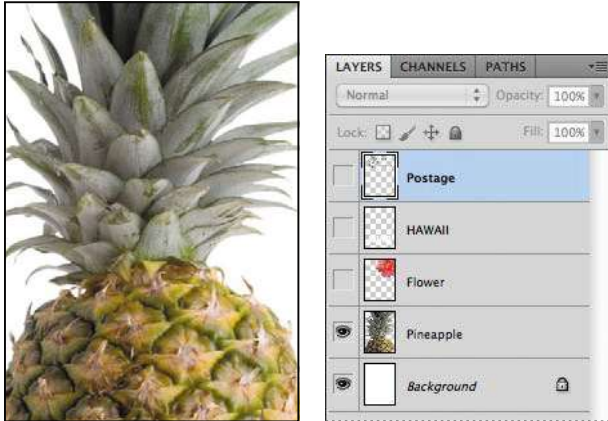 LAYERS CHANNELS PATHS
Normal Opacity: 100%
Lock: Fill: 100%
Postage
HAWAII
Flower
Pineapple
Background